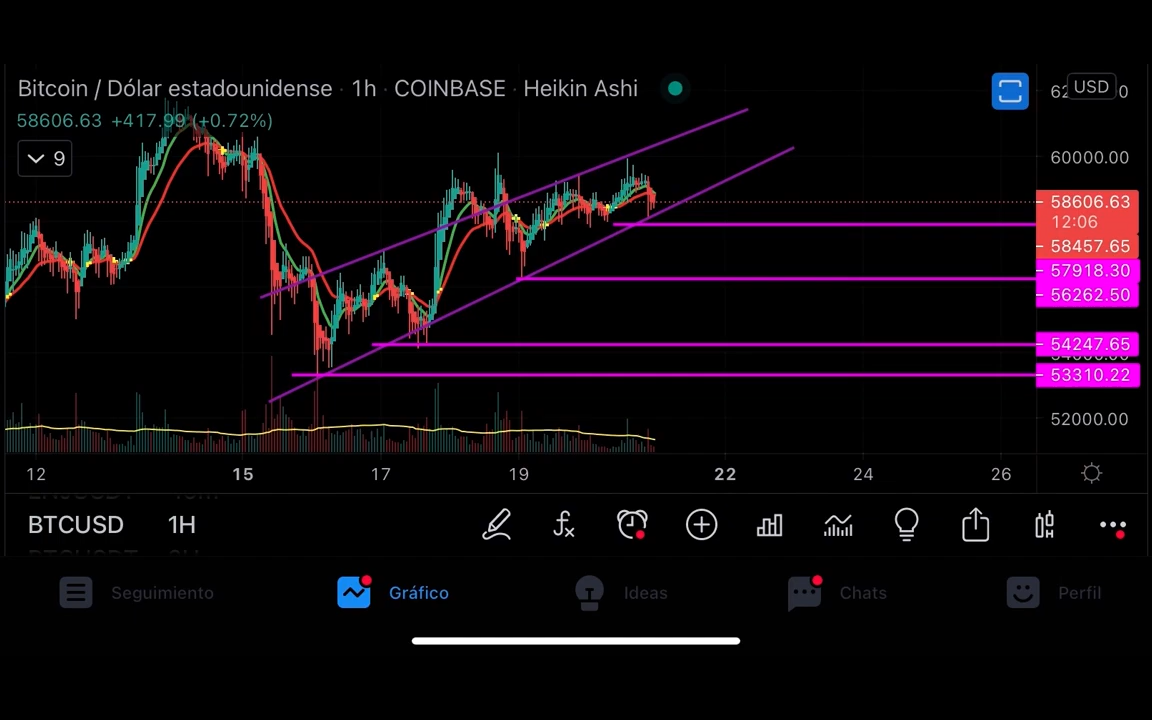 Bitcoin / Dólar estadounidense · 1h · COINBASE · Heikin Ashi
USD
58606.63 +417.99 (+0.72%)
9
60000.00
58606.63
12:06
58457.65
57918.30
56262.50
54247.65
53310.22
52000.00
12 15 17 19 22 24 26
BTCUSD 1H
Seguimiento Gráfico Ideas Chats Perfil